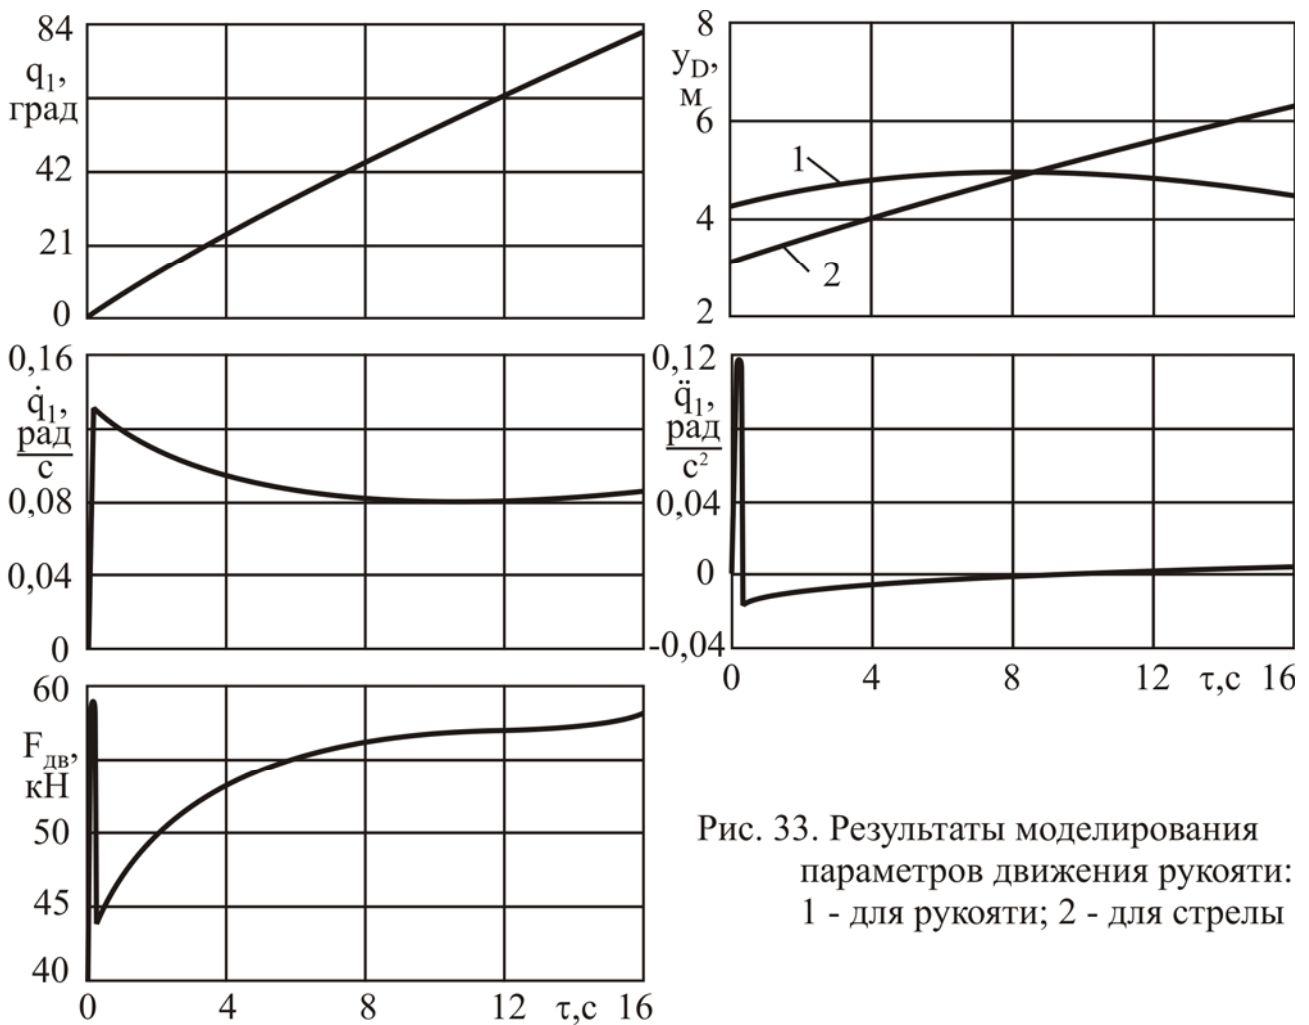 84
q₁,
град
42
21
0
8
y_D,
м
6
4
2
1
2
0,16
q̇₁,
рад
с
0,08
0,04
0
0,12
q̈₁,
рад
с²
0,04
0
-0,04
0 4 8 12 τ,с 16
60
F_дв,
кН
50
45
40
0 4 8 12 τ,с 16
Рис. 33. Результаты моделирования
параметров движения рукояти:
1 - для рукояти; 2 - для стрелы